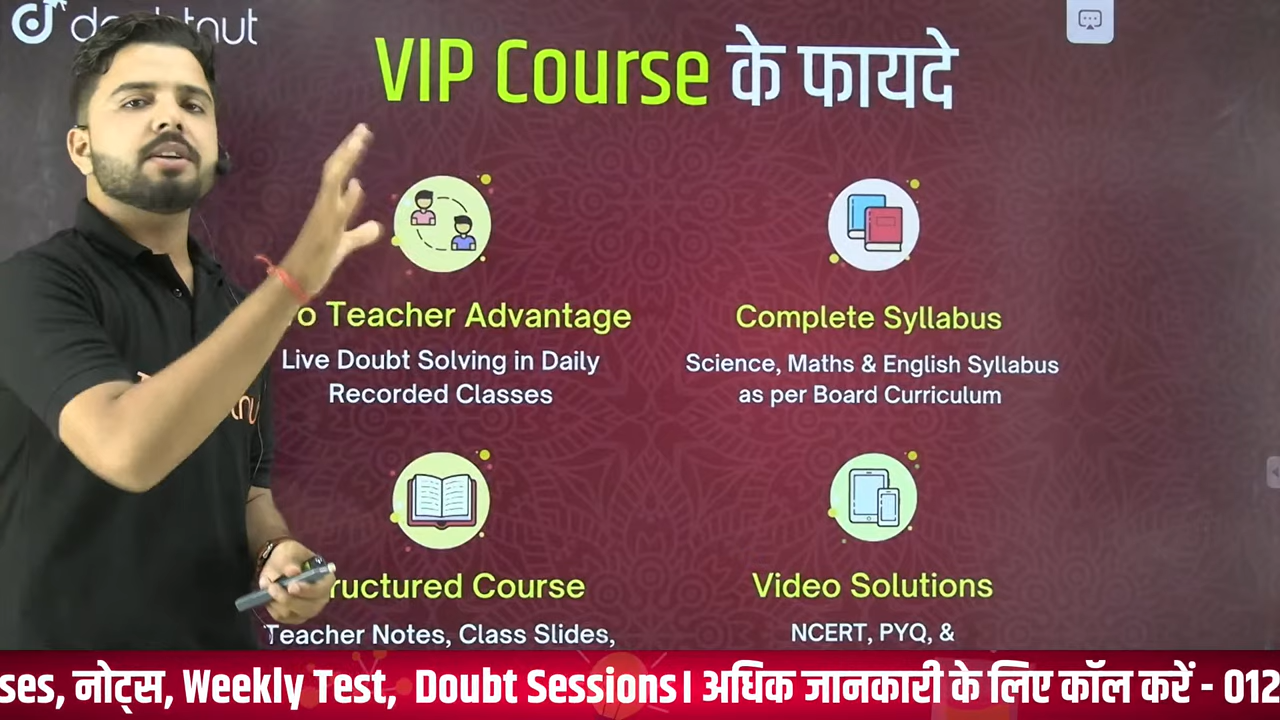 VIP Course के फायदे
Teacher Advantage
Live Doubt Solving in Daily
Recorded Classes
Complete Syllabus
Science, Maths & English Syllabus
as per Board Curriculum
Course
Teacher Notes, Class Slides,
Video Solutions
NCERT, PYQ, &
नोट्स, Weekly Test, Doubt Sessions। अधिक जानकारी के लिए कॉल करें - 012